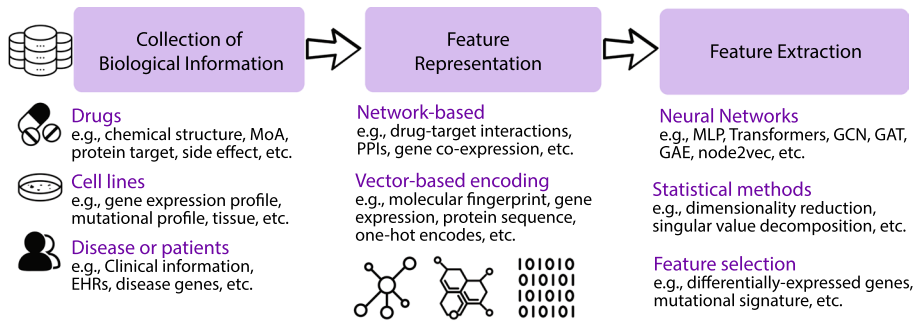 Collection of
Biological Information
Feature
Representation
Feature Extraction
Drugs
e.g., chemical structure, MoA,
protein target, side effect, etc.
Cell lines
e.g., gene expression profile,
mutational profile, tissue, etc.
Disease or patients
e.g., Clinical information,
EHRs, disease genes, etc.
Network-based
e.g., drug-target interactions,
PPIs, gene co-expression, etc.
Vector-based encoding
e.g., molecular fingerprint, gene
expression, protein sequence,
one-hot encodes, etc.
101010
010101
101010
010101
Neural Networks
e.g., MLP, Transformers, GCN, GAT,
GAE, node2vec, etc.
Statistical methods
e.g., dimensionality reduction,
singular value decomposition, etc.
Feature selection
e.g., differentially-expressed genes,
mutational signature, etc.